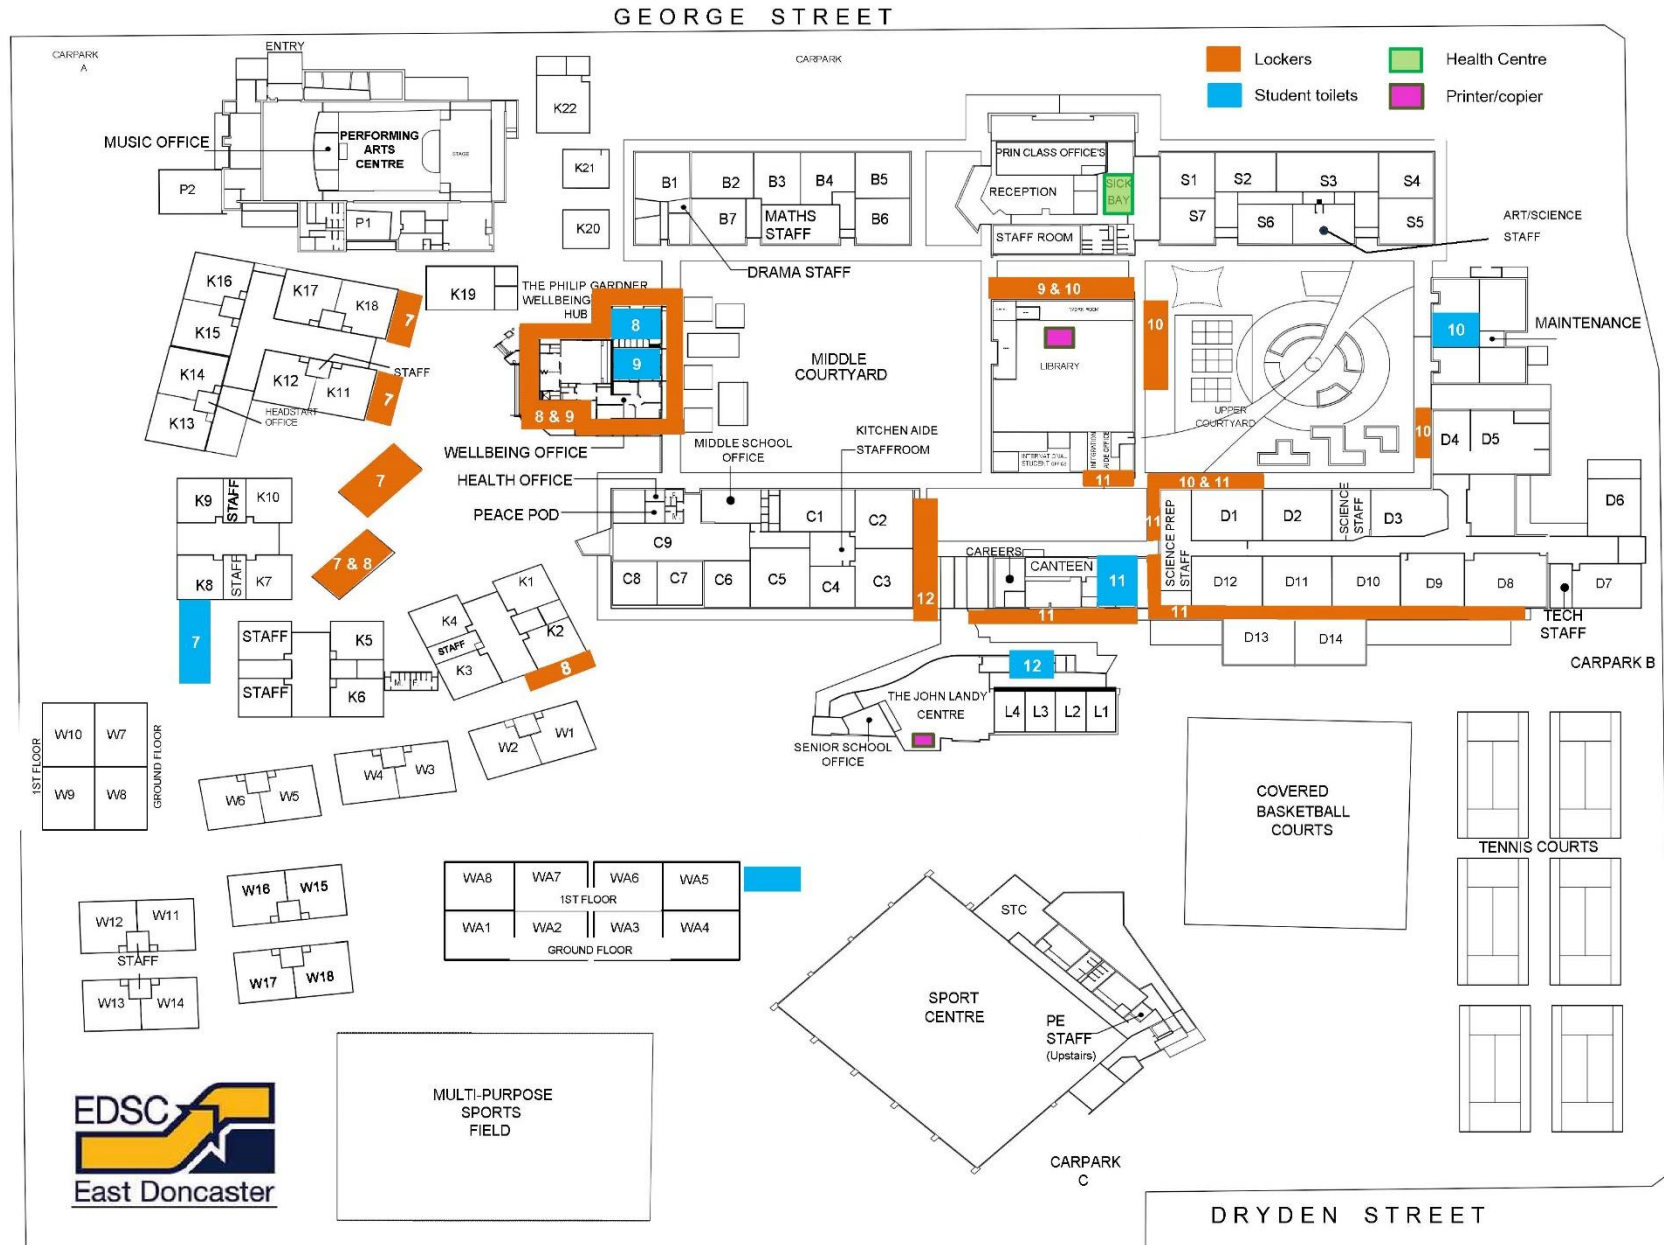 GEORGE STREET
CARPARK
A
ENTRY
CARPARK
Lockers
Health Centre
Student toilets
Printer/copier
K22
MUSIC OFFICE
PERFORMING
ARTS
CENTRE
STAGE
P2
P1
K21
K20
B1
B2
B3
B4
B5
B7
MATHS
STAFF
B6
DRAMA STAFF
PRIN CLASS OFFICE'S
RECEPTION
SICK
BAY
STAFF ROOM
S1
S2
S3
S4
S7
S6
S5
ART/SCIENCE
STAFF
K16
K17
K18
K15
K14
K13
K12
K11
7
7
STAFF
HEADSTART
OFFICE
K19
THE PHILIP GARDNER
WELLBEING
HUB
8
9
8 & 9
WELLBEING OFFICE
MIDDLE
COURTYARD
9 & 10
LIBRARY
INTERNATIONAL
STUDENT OFFICE
INTEGRATION
AIDE OFFICE
11
10
UPPER
COURTYARD
10
MAINTENANCE
10
D4
D5
D6
10 & 11
7
7 & 8
K9
STAFF
K10
K8
STAFF
K7
7
STAFF
K5
STAFF
K6
M
F
K1
K4
STAFF
K2
K3
8
HEALTH OFFICE
PEACE POD
MIDDLE SCHOOL
OFFICE
KITCHEN AIDE
STAFFROOM
C1
C2
C9
C8
C7
C6
C5
C4
C3
12
CAREERS
CANTEEN
11
11
11
SCIENCE PREP
STAFF
D1
D2
SCIENCE
STAFF
D3
D12
D11
D10
D9
D8
D7
11
TECH
STAFF
D13
D14
CARPARK B
12
THE JOHN LANDY
CENTRE
L4
L3
L2
L1
SENIOR SCHOOL
OFFICE
W10
W7
W9
W8
1ST FLOOR
GROUND FLOOR
W6
W5
W4
W3
W2
W1
COVERED
BASKETBALL
COURTS
TENNIS COURTS
W16
W15
W12
W11
STAFF
W13
W14
W17
W18
WA8
WA7
WA6
WA5
1ST FLOOR
WA1
WA2
WA3
WA4
GROUND FLOOR
STC
SPORT
CENTRE
PE
STAFF
(Upstairs)
CARPARK
C
MULTI-PURPOSE
SPORTS
FIELD
EDSC
East Doncaster
DRYDEN STREET